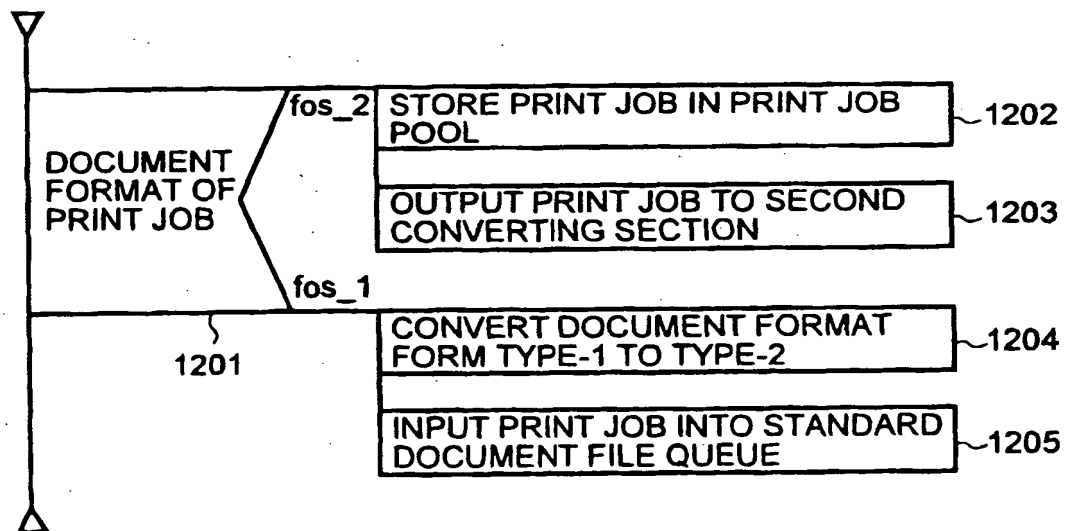 fos_2
STORE PRINT JOB IN PRINT JOB
POOL
1202
DOCUMENT
FORMAT OF
PRINT JOB
OUTPUT PRINT JOB TO SECOND
CONVERTING SECTION
1203
fos_1
1201
CONVERT DOCUMENT FORMAT
FORM TYPE-1 TO TYPE-2
1204
INPUT PRINT JOB INTO STANDARD
DOCUMENT FILE QUEUE
1205